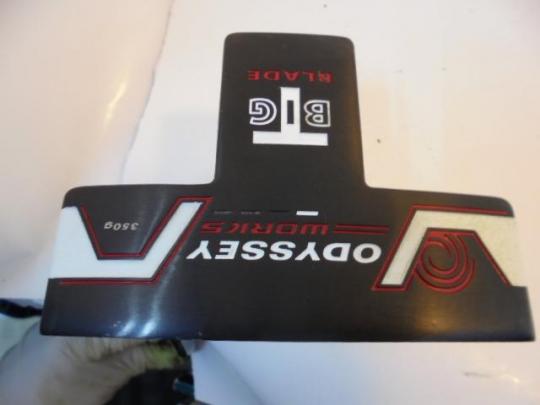 ODYSSEY
WORKS
350g
BIG
T
BLADE